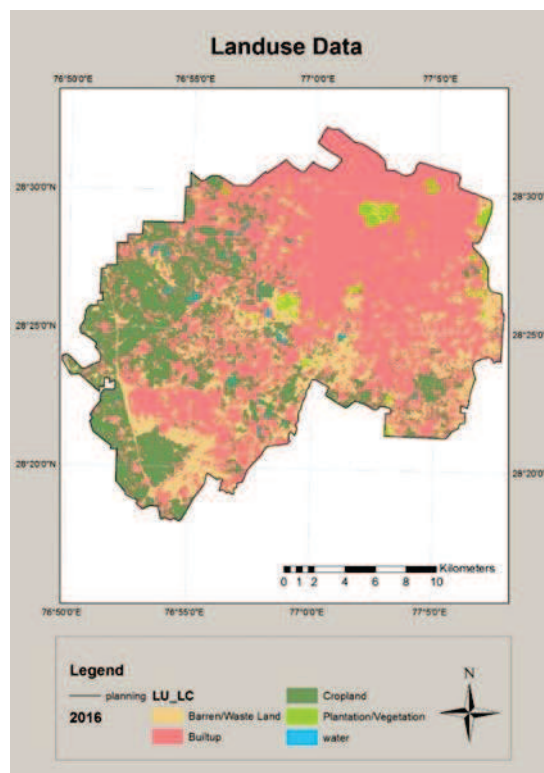 Landuse Data
76°50'0"E 76°55'0"E 77°0'0"E 77°5'0"E
28°30'0"N 28°30'0"N
28°25'0"N 28°25'0"N
28°20'0"N 28°20'0"N
Kilometers
0 1 2 4 6 8 10
76°50'0"E 76°55'0"E 77°0'0"E 77°5'0"E
Legend
planning
2016
LU_LC
Barren/Waste Land
Builtup
Cropland
Plantation/Vegetation
water
N